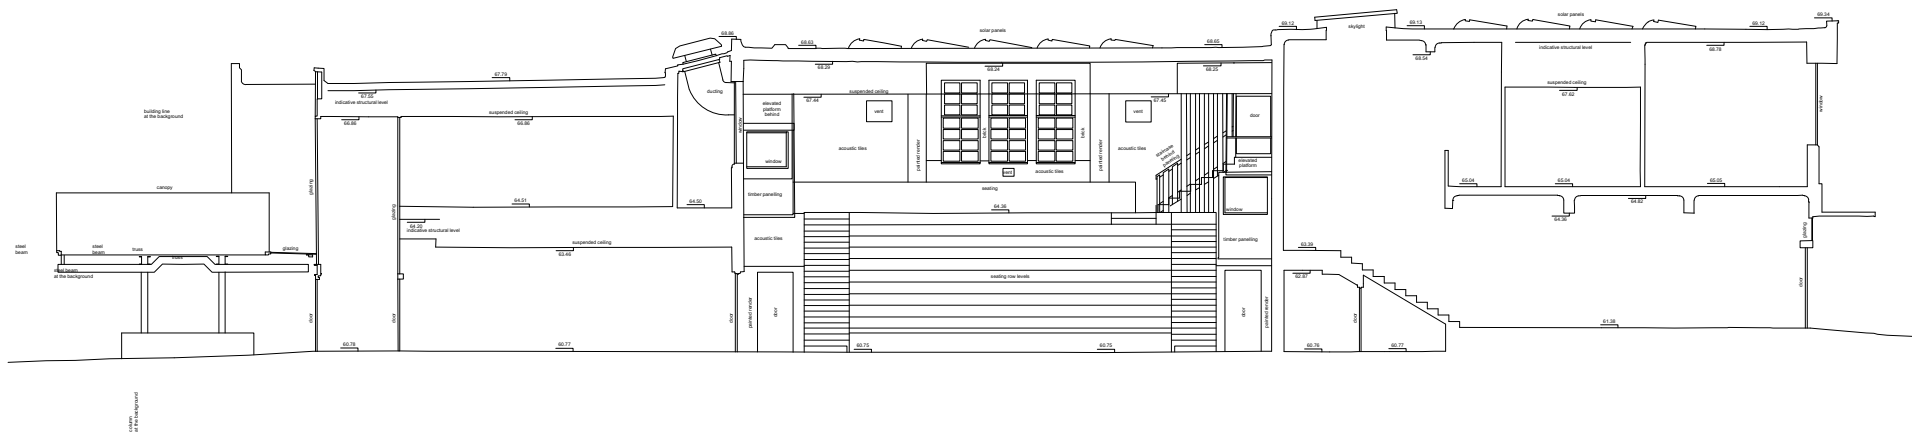 69.34
solar panels
69.12
69.13
69.12
skylight
solar panels
68.86
68.63
68.65
indicative structural level
68.78
68.54
68.39
68.24
68.25
67.79
suspended ceiling
67.62
67.55
indicative structural level
ducting
suspended ceiling
67.44
67.45
elevated
platform
behind
vent
vent
building line
at the background
suspended ceiling
66.86
66.86
window
door
window
brick
brick
painted render
painted render
acoustic tiles
acoustic tiles
staircase
behind
panelling
window
elevated
platform
vent
acoustic tiles
65.04
65.04
65.05
canopy
glazing
timber panelling
seating
64.51
64.50
64.36
64.82
64.36
window
glazing
64.20
indicative structural level
glazing
acoustic tiles
timber panelling
steel
beam
steel
beam
truss
glazing
suspended ceiling
63.46
63.39
truss
steel beam
at the background
seating row levels
62.87
door
door
door
door
painted render
door
door
painted render
door
61.38
60.78
60.77
60.75
60.75
60.76
60.77
column
at the background